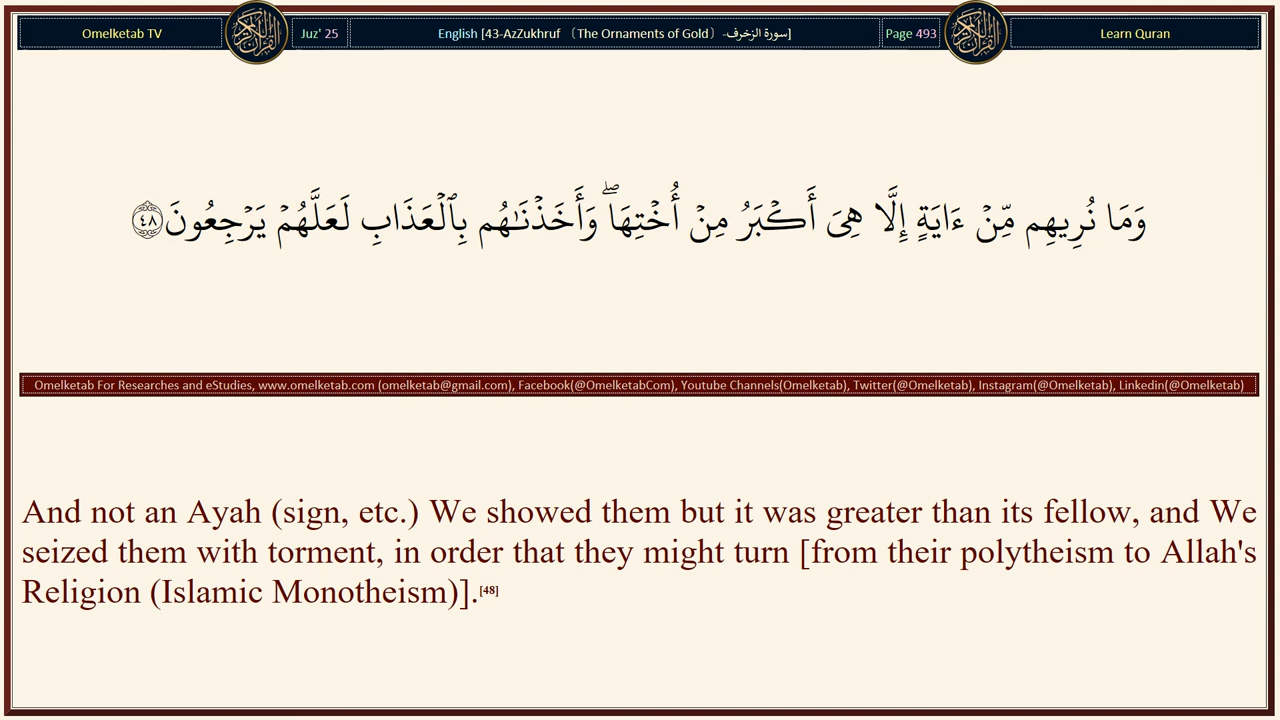 Omelketab TV
Juz' 25
English [43-AzZukhruf 〔The Ornaments of Gold〕-سورة الزخرف]
Page 493
Learn Quran
وَمَا نُرِيهِم مِّنۡ ءَايَةٍ إِلَّا هِىَ أَكۡبَرُ مِنۡ أُخۡتِهَاۖ وَأَخَذۡنَـٰهُم بِٱلۡعَذَابِ لَعَلَّهُمۡ يَرۡجِعُونَ ٤٨
Omelketab For Researches and eStudies, www.omelketab.com (omelketab@gmail.com), Facebook(@OmelketabCom), Youtube Channels(Omelketab), Twitter(@Omelketab), Instagram(@Omelketab), Linkedin(@Omelketab)
And not an Ayah (sign, etc.) We showed them but it was greater than its fellow, and We
seized them with torment, in order that they might turn [from their polytheism to Allah's
Religion (Islamic Monotheism)].[48]